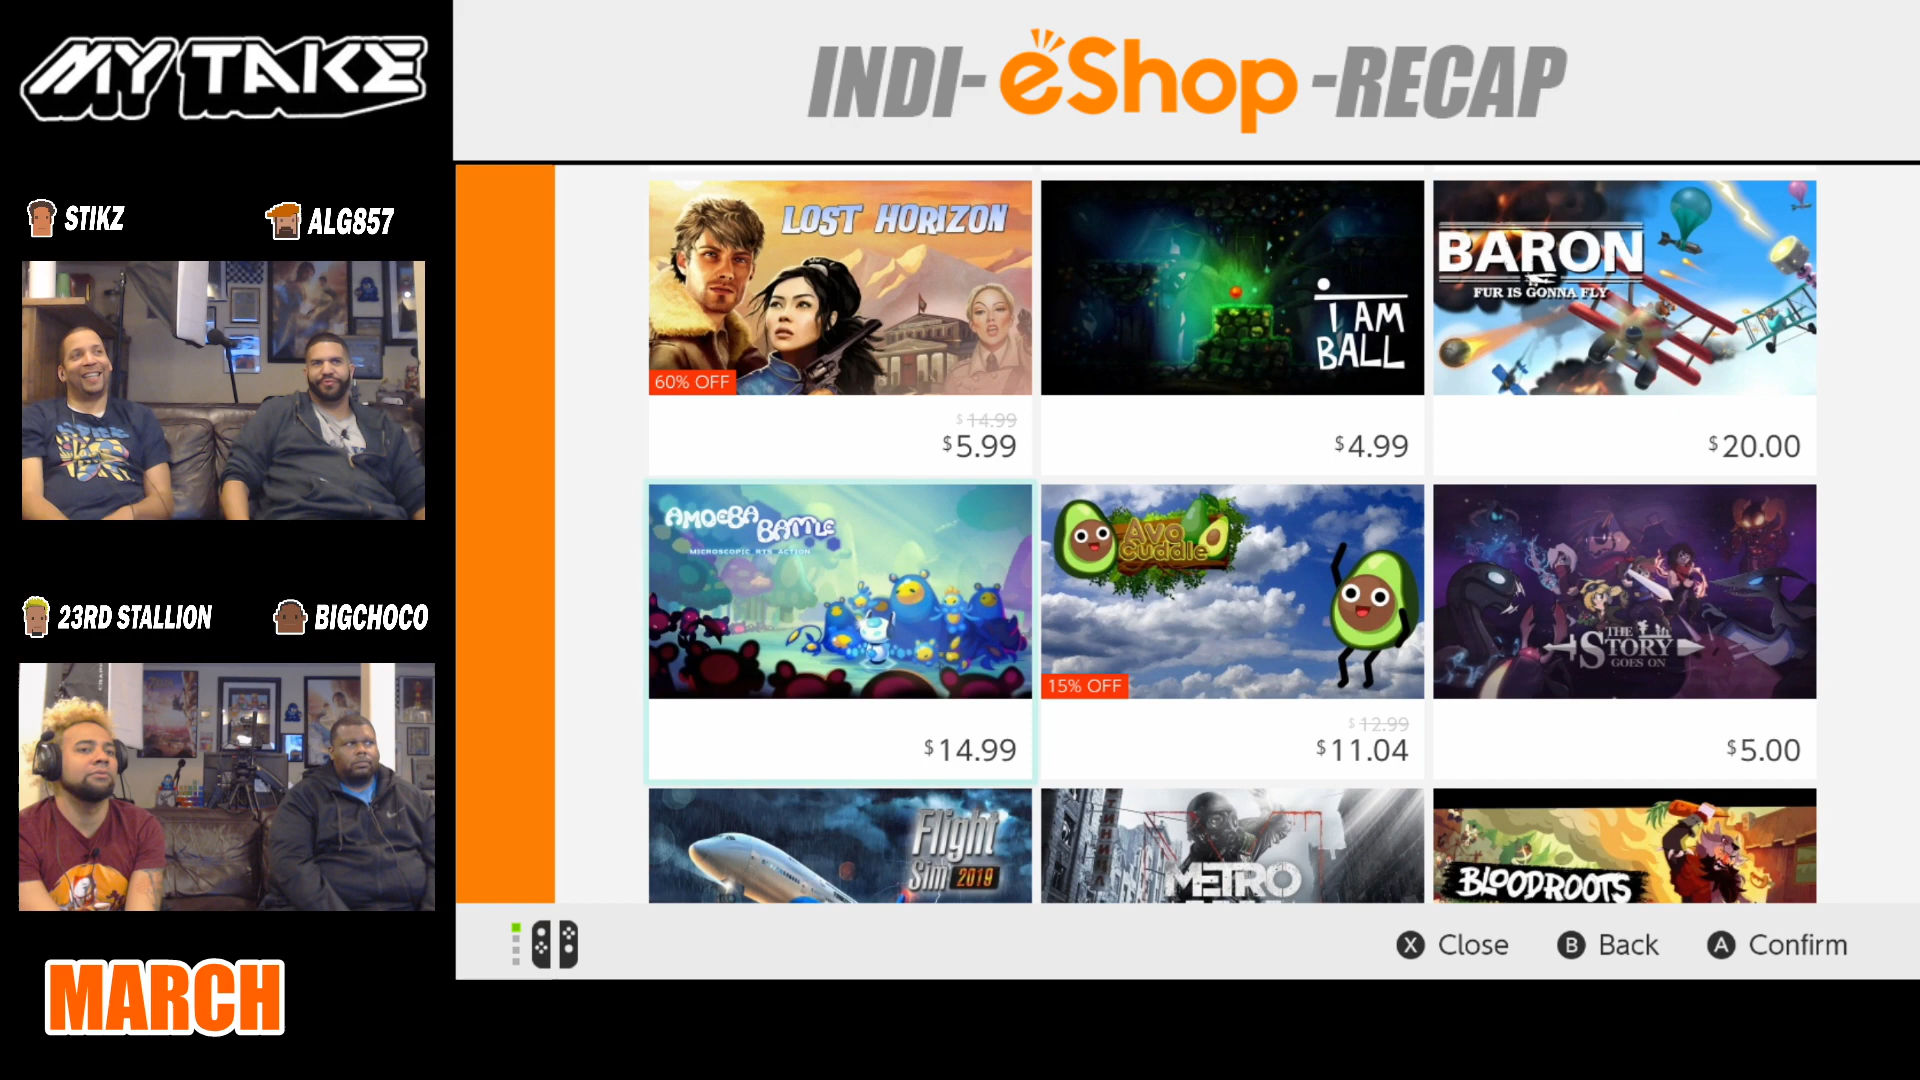 MY TAKE
INDI-eShop-RECAP
STIKZ
ALG857
23RD STALLION
BIGCHOCO
MARCH
LOST HORIZON
60% OFF
$14.99
$5.99
I AM
BALL
$4.99
BARON
FUR IS GONNA FLY
$20.00
AMOEBA
BATTLE
MICROSCOPIC RTS ACTION
$14.99
Avo
Cuddle
15% OFF
$12.99
$11.04
THE
STORY
GOES ON
$5.00
Flight
Sim 2019
METRO
BLOODROOTS
X Close
B Back
A Confirm